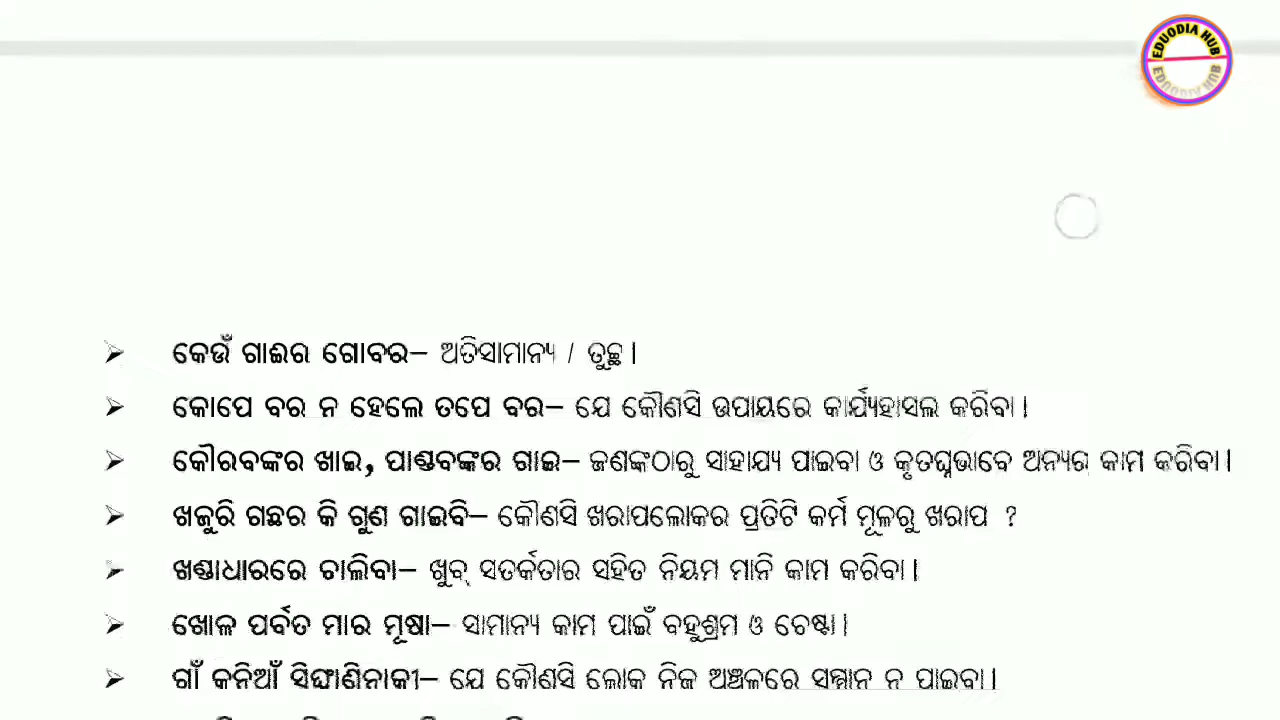 EDUODIA HUB
➢ କେଉଁ ଗାଈର ଗୋବର– ଅତିସାମାନ୍ୟ / ତୁଚ୍ଛ।
➢ କୋପେ ବର ନ ହେଲେ ତପେ ବର– ଯେ କୌଣସି ଉପାୟରେ କାର୍ଯ୍ୟହାସଲ କରିବା।
➢ କୌରବଙ୍କର ଖାଇ, ପାଣ୍ଡବଙ୍କର ଗାଇ– ଜଣଙ୍କଠାରୁ ସାହାଯ୍ୟ ପାଇବା ଓ କୃତଘ୍ନଭାବେ ଅନ୍ୟର କାମ କରିବା।
➢ ଖଜୁରି ଗଛର କି ଗୁଣ ଗାଇବି– କୌଣସି ଖରାପଲୋକର ପ୍ରତିଟି କର୍ମ ମୂଳରୁ ଖରାପ ?
➢ ଖଣ୍ଡାଧାରରେ ଚାଲିବା– ଖୁବ୍ ସତର୍କତାର ସହିତ ନିୟମ ମାନି କାମ କରିବା।
➢ ଖୋଳ ପର୍ବତ ମାର ମୂଷା– ସାମାନ୍ୟ କାମ ପାଇଁ ବହୁଶ୍ରମ ଓ ଚେଷ୍ଟା।
➢ ଗାଁ କନିଆଁ ସିଙ୍ଘାଣିନାକୀ– ଯେ କୌଣସି ଲୋକ ନିଜ ଅଞ୍ଚଳରେ ସମ୍ମାନ ନ ପାଇବା।